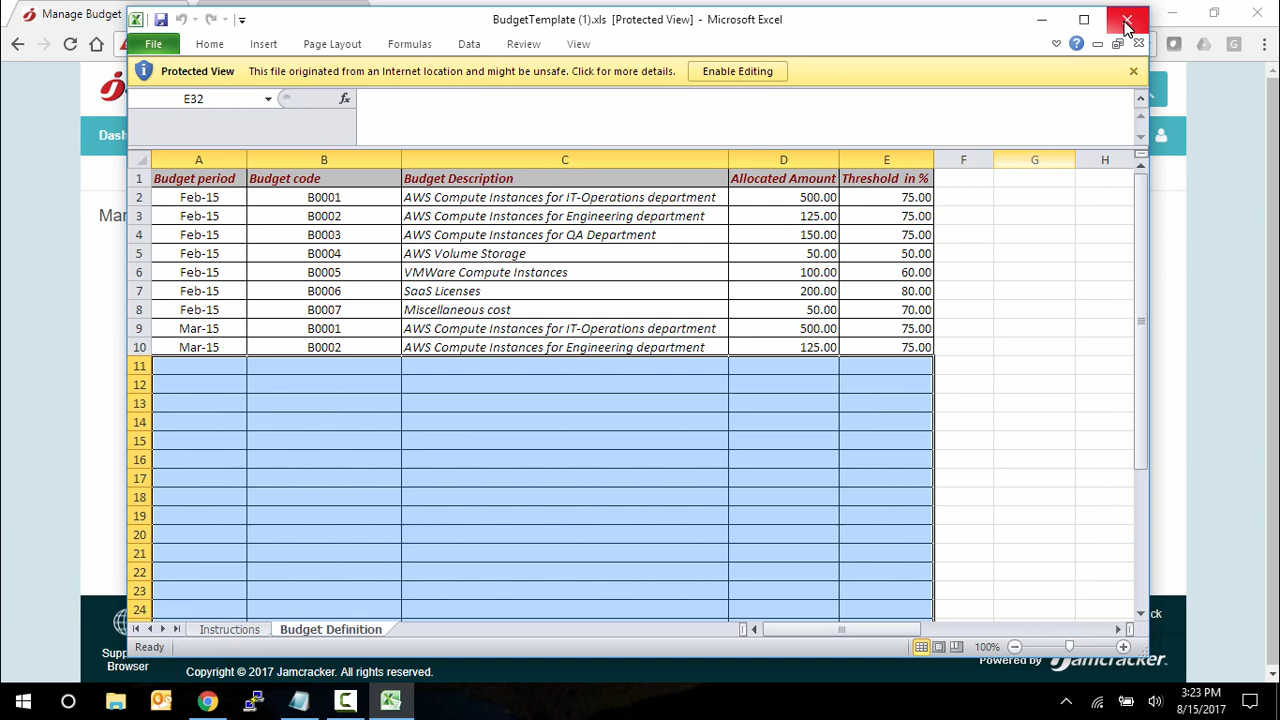 Manage Budget
BudgetTemplate (1).xls [Protected View] - Microsoft Excel
File Home Insert Page Layout Formulas Data Review View
Protected View This file originated from an Internet location and might be unsafe. Click for more details. Enable Editing
E32 fx
Dash
Man
A B C D E F G H
1 Budget period Budget code Budget Description Allocated Amount Threshold in %
2 Feb-15 B0001 AWS Compute Instances for IT-Operations department 500.00 75.00
3 Feb-15 B0002 AWS Compute Instances for Engineering department 125.00 75.00
4 Feb-15 B0003 AWS Compute Instances for QA Department 150.00 75.00
5 Feb-15 B0004 AWS Volume Storage 50.00 50.00
6 Feb-15 B0005 VMWare Compute Instances 100.00 60.00
7 Feb-15 B0006 SaaS Licenses 200.00 80.00
8 Feb-15 B0007 Miscellaneous cost 50.00 70.00
9 Mar-15 B0001 AWS Compute Instances for IT-Operations department 500.00 75.00
10 Mar-15 B0002 AWS Compute Instances for Engineering department 125.00 75.00
11
12
13
14
15
16
17
18
19
20
21
22
23
24
Instructions Budget Definition
Ready 100%
Supp
Browser
ck
Copyright © 2017 Jamcracker. All rights reserved.
Powered by Jamcracker
3:23 PM
8/15/2017